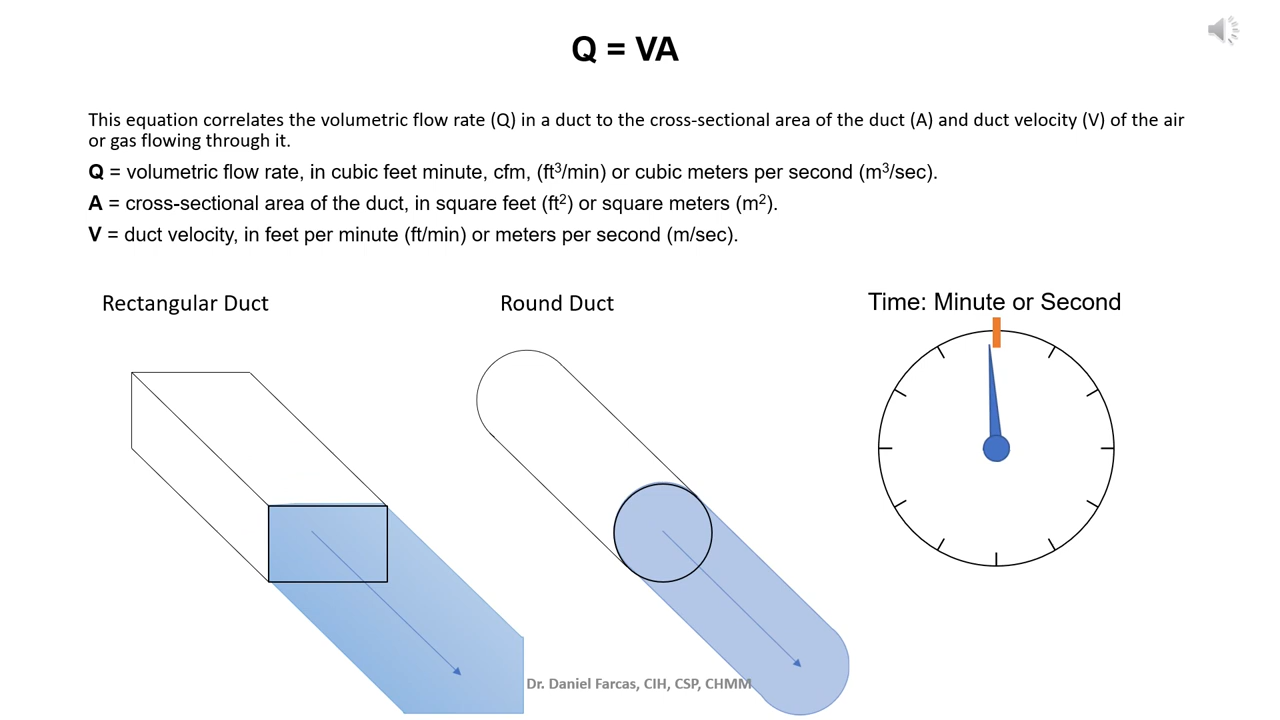 Q = VA
This equation correlates the volumetric flow rate (Q) in a duct to the cross-sectional area of the duct (A) and duct velocity (V) of the air
or gas flowing through it.
Q = volumetric flow rate, in cubic feet minute, cfm, (ft³/min) or cubic meters per second (m³/sec).
A = cross-sectional area of the duct, in square feet (ft²) or square meters (m²).
V = duct velocity, in feet per minute (ft/min) or meters per second (m/sec).
Rectangular Duct
Round Duct
Time: Minute or Second
Dr. Daniel Farcas, CIH, CSP, CHMM